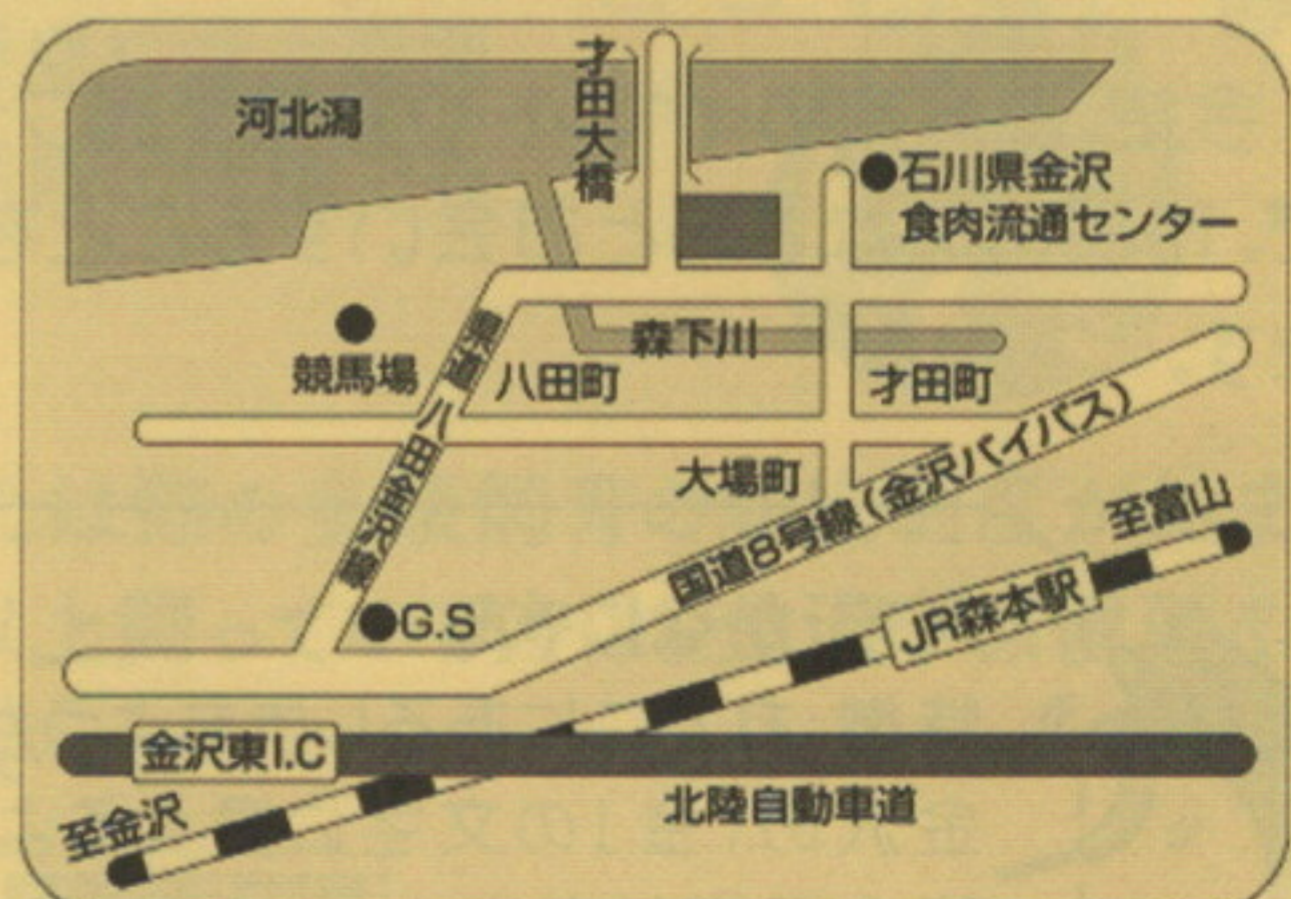 河北潟
才田大橋
石川県金沢
食肉流通センター
競馬場
県道 八田金沢線
八田町
森下川
才田町
大場町
国道8号線(金沢バイパス)
G.S
至富山
JR森本駅
金沢東I.C
北陸自動車道
至金沢